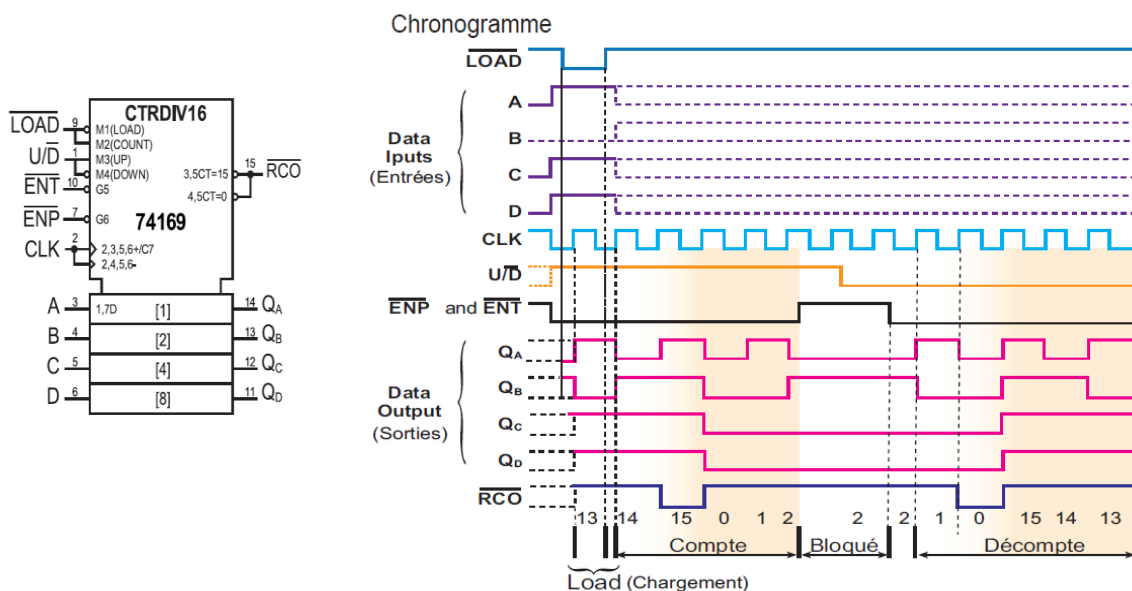 Chronogramme
CTRDIV16
LOAD 9 M1(LOAD)
M2(COUNT)
U/D 1 M3(UP)
M4(DOWN)
ENT 10 G5
ENP 7 G6
CLK 2 2,3,5,6+/C7
2,4,5,6-
74169
3,5CT=15 15 RCO
4,5CT=0
A 3 1,7D [1] 14 QA
B 4 [2] 13 QB
C 5 [4] 12 QC
D 6 [8] 11 QD
LOAD
A
B
C
D
Data
Iputs
(Entrées)
CLK
U/D
ENP and ENT
QA
QB
QC
QD
Data
Output
(Sorties)
RCO
13 14 15 0 1 2 2 2 1 0 15 14 13
Compte Bloqué Décompte
Load (Chargement)